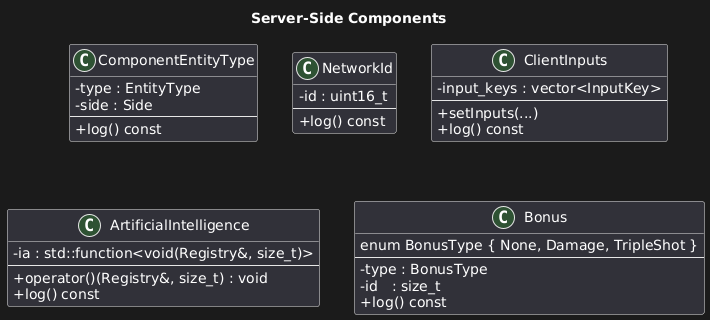 Server-Side Components
C ComponentEntityType
-type : EntityType
-side : Side
+log() const
C NetworkId
-id : uint16_t
+log() const
C ClientInputs
-input_keys : vector<InputKey>
+setInputs(...)
+log() const
C ArtificialIntelligence
-ia : std::function<void(Registry&, size_t)>
+operator()(Registry&, size_t) : void
+log() const
C Bonus
enum BonusType { None, Damage, TripleShot }
-type : BonusType
-id : size_t
+log() const